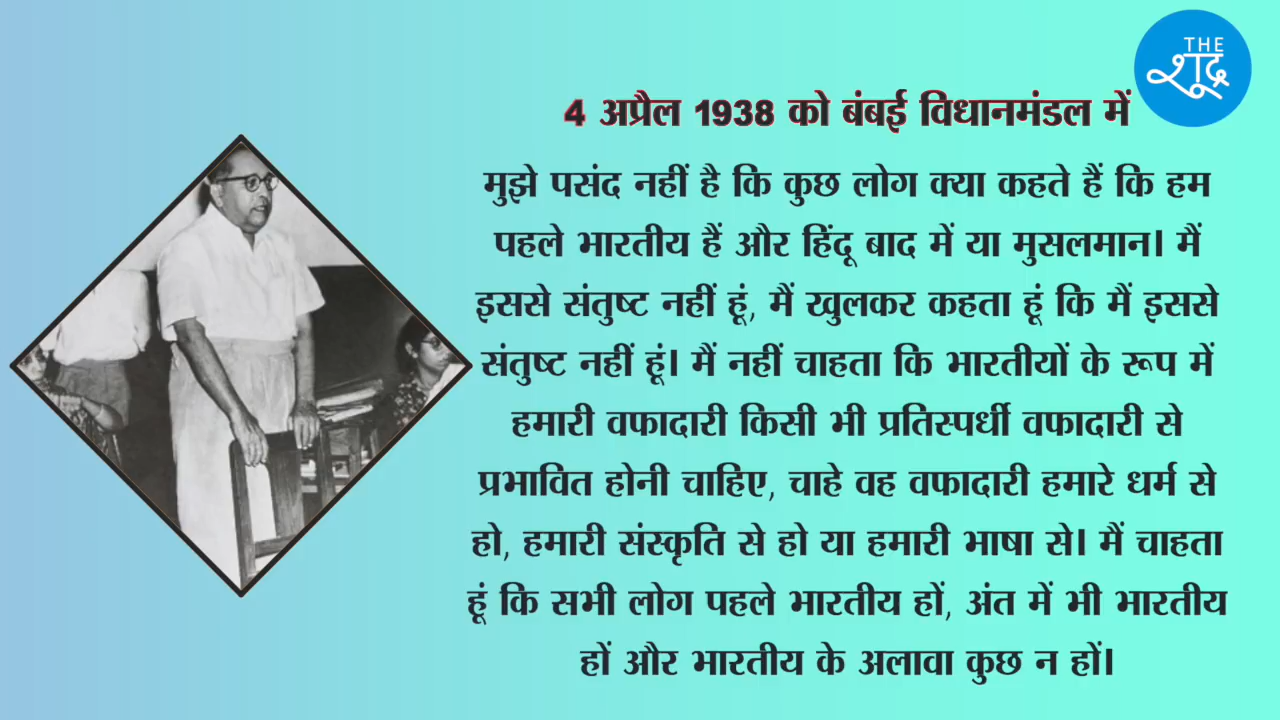 THE
शूद्र
4 अप्रैल 1938 को बंबई विधानमंडल में
मुझे पसंद नहीं है कि कुछ लोग क्या कहते हैं कि हम
पहले भारतीय हैं और हिंदू बाद में या मुसलमान। मैं
इससे संतुष्ट नहीं हूं, मैं खुलकर कहता हूं कि मैं इससे
संतुष्ट नहीं हूं। मैं नहीं चाहता कि भारतीयों के रूप में
हमारी वफादारी किसी भी प्रतिस्पर्धी वफादारी से
प्रभावित होनी चाहिए, चाहे वह वफादारी हमारे धर्म से
हो, हमारी संस्कृति से हो या हमारी भाषा से। मैं चाहता
हूं कि सभी लोग पहले भारतीय हों, अंत में भी भारतीय
हों और भारतीय के अलावा कुछ न हों।